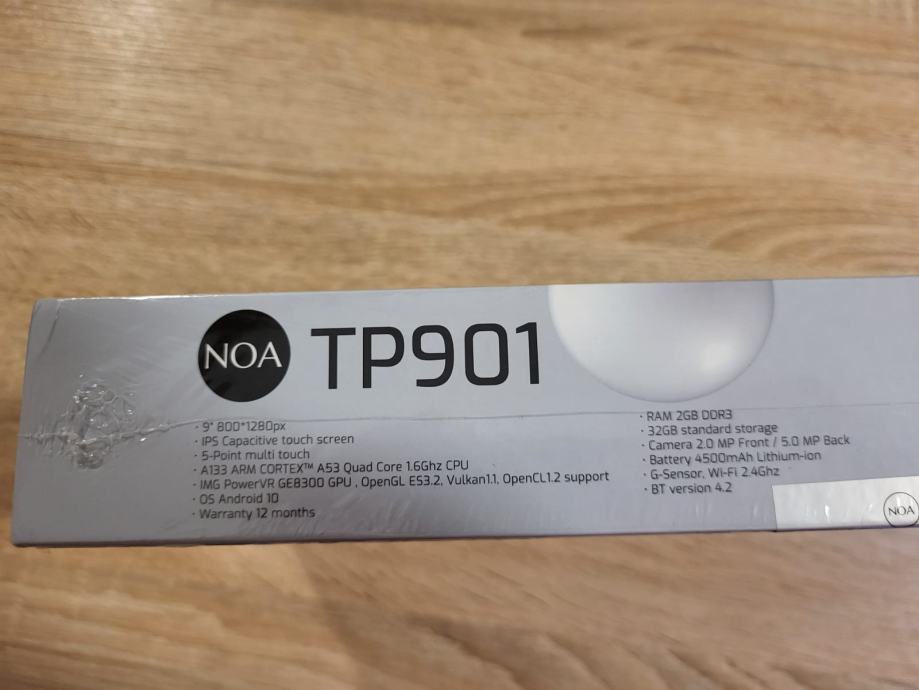 NOA TP901
· 9" 800*1280px
· IPS Capacitive touch screen
· 5-Point multi touch
· A133 ARM CORTEX™ A53 Quad Core 1.6Ghz CPU
· IMG PowerVR GE8300 GPU , OpenGL ES3.2, Vulkan1.1, OpenCL1.2 support
· OS Android 10
· Warranty 12 months
· RAM 2GB DDR3
· 32GB standard storage
· Camera 2.0 MP Front / 5.0 MP Back
· Battery 4500mAh Lithium-ion
· G-Sensor, Wi-Fi 2.4Ghz
· BT version 4.2
NOA